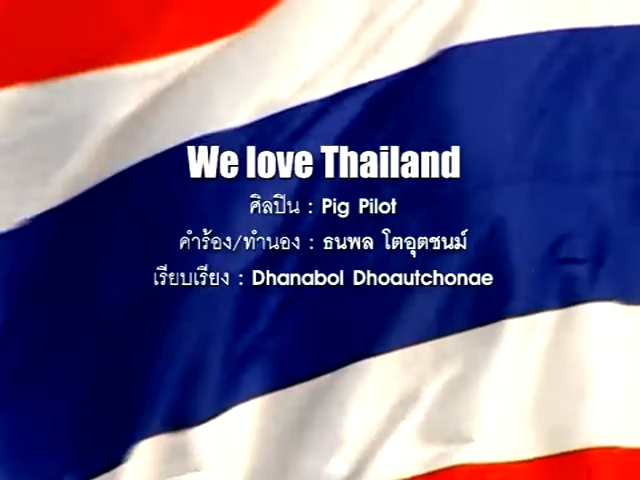 We love Thailand
ศิลปิน : Pig Pilot
คำร้อง/ทำนอง : ธนพล โตอุตชนม์
เรียบเรียง : Dhanabol Dhoautchonae